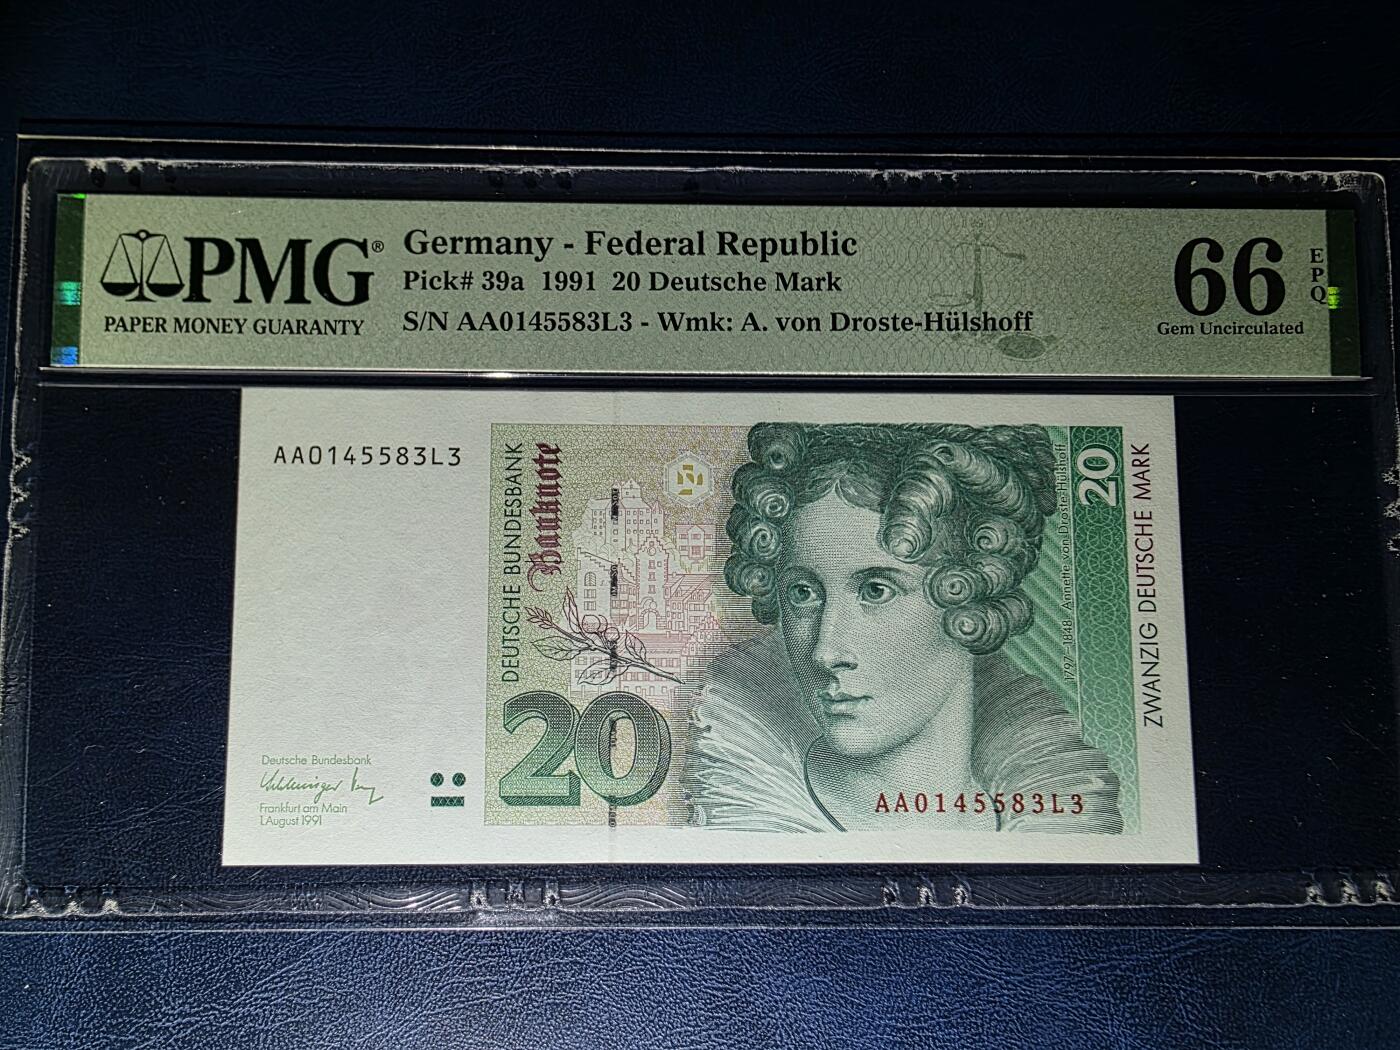 PMG®
PAPER MONEY GUARANTY
Germany - Federal Republic
Pick# 39a 1991 20 Deutsche Mark
S/N AA0145583L3 - Wmk: A. von Droste-Hülshoff
66
EPQ
Gem Uncirculated
AA0145583L3
DEUTSCHE BUNDESBANK
Banknote
20
1797-1848 Annette von Droste-Hülshoff
20
ZWANZIG DEUTSCHE MARK
Deutsche Bundesbank
Frankfurt am Main
1. August 1991
AA0145583L3